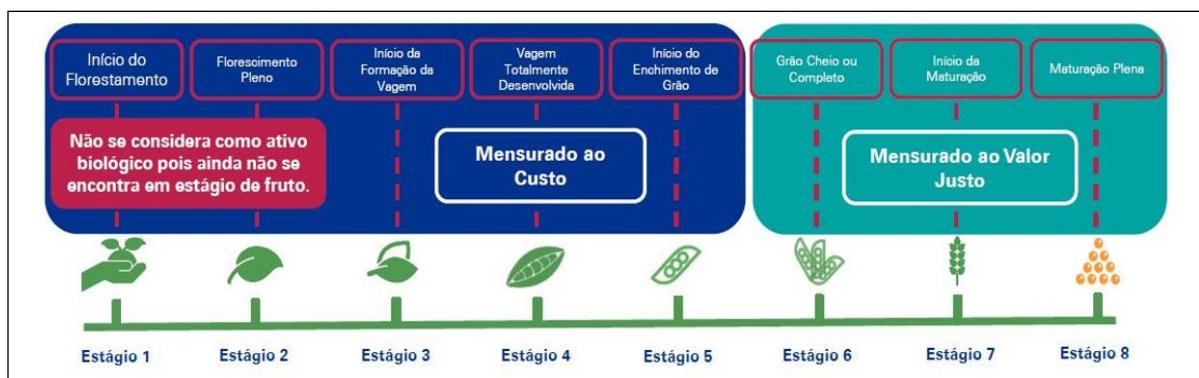 Início do
Florestamento
Florescimento
Pleno
Início da
Formação da
Vagem
Vagem
Totalmente
Desenvolvida
Início do
Enchimento de
Grão
Grão Cheio ou
Completo
Início da
Maturação
Maturação Plena
Não se considera como ativo
biológico pois ainda não se
encontra em estágio de fruto.
Mensurado ao
Custo
Mensurado ao Valor
Justo
Estágio 1
Estágio 2
Estágio 3
Estágio 4
Estágio 5
Estágio 6
Estágio 7
Estágio 8